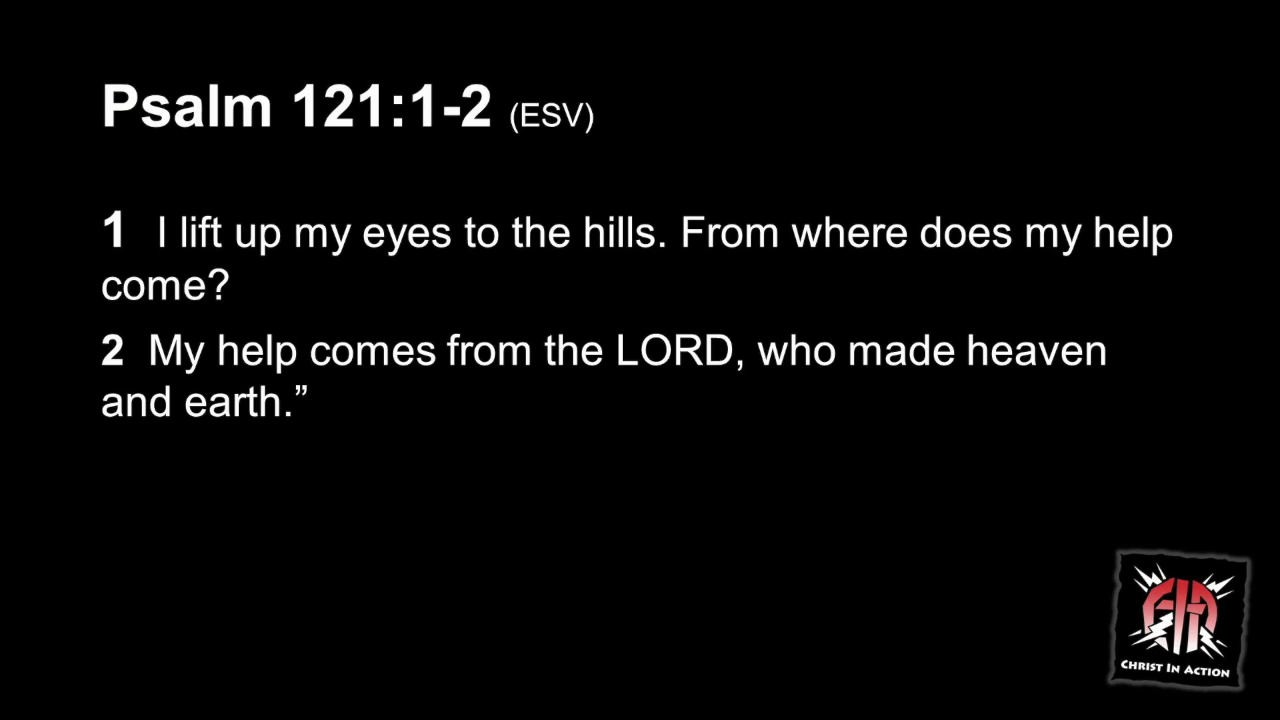 Psalm 121:1-2 (ESV)
1 I lift up my eyes to the hills. From where does my help
come?
2 My help comes from the LORD, who made heaven
and earth.”
CHRIST IN ACTION